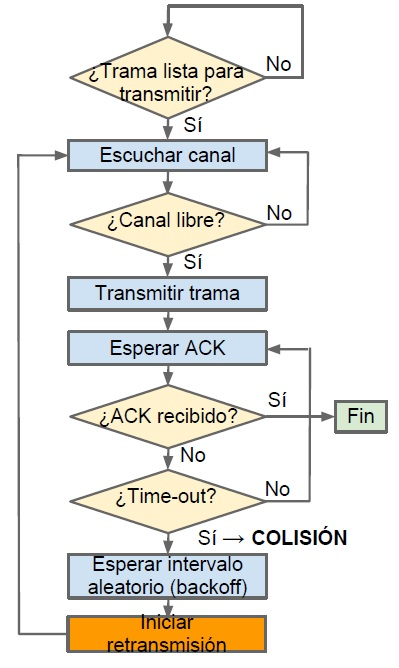 ¿Trama lista para
transmitir?
No
Sí
Escuchar canal
¿Canal libre?
No
Sí
Transmitir trama
Esperar ACK
¿ACK recibido?
Sí
Fin
No
¿Time-out?
No
Sí → COLISIÓN
Esperar intervalo
aleatorio (backoff)
Iniciar
retransmisión